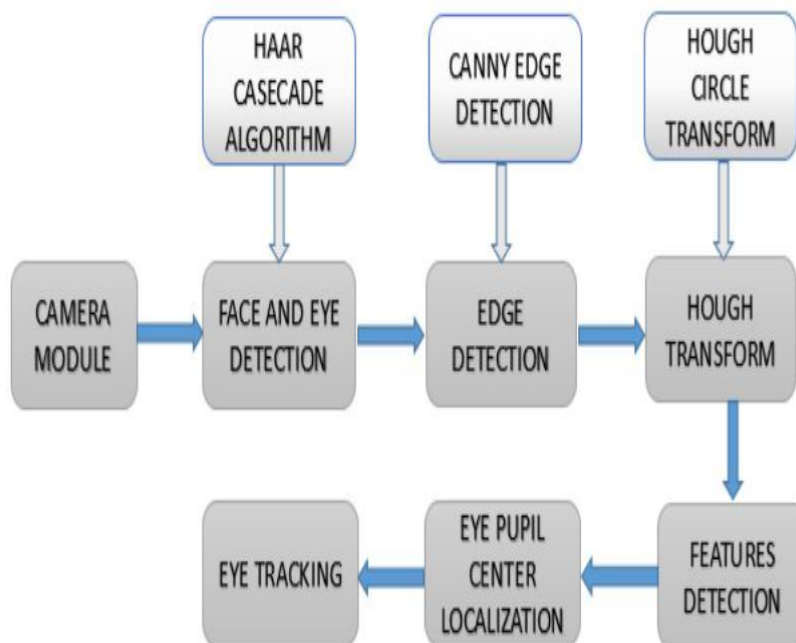 HAAR
CASECADE
ALGORITHM
CANNY EDGE
DETECTION
HOUGH
CIRCLE
TRANSFORM
CAMERA
MODULE
FACE AND EYE
DETECTION
EDGE
DETECTION
HOUGH
TRANSFORM
FEATURES
DETECTION
EYE PUPIL
CENTER
LOCALIZATION
EYE TRACKING